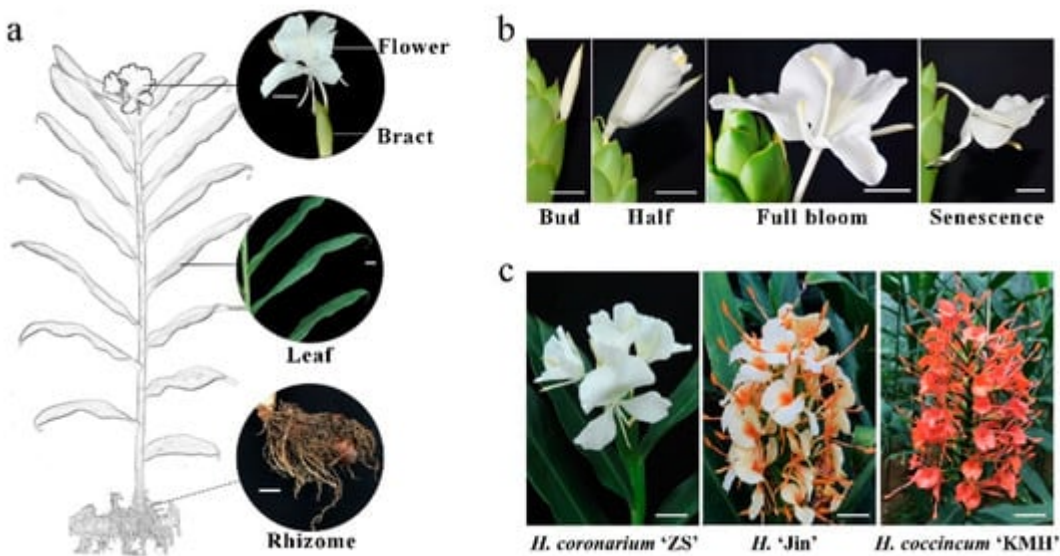 a
Flower
Bract
Leaf
Rhizome
b
Bud
Half
Full bloom
Senescence
c
H. coronarium ‘ZS’
H. ‘Jin’
H. coccincum ‘KMH’